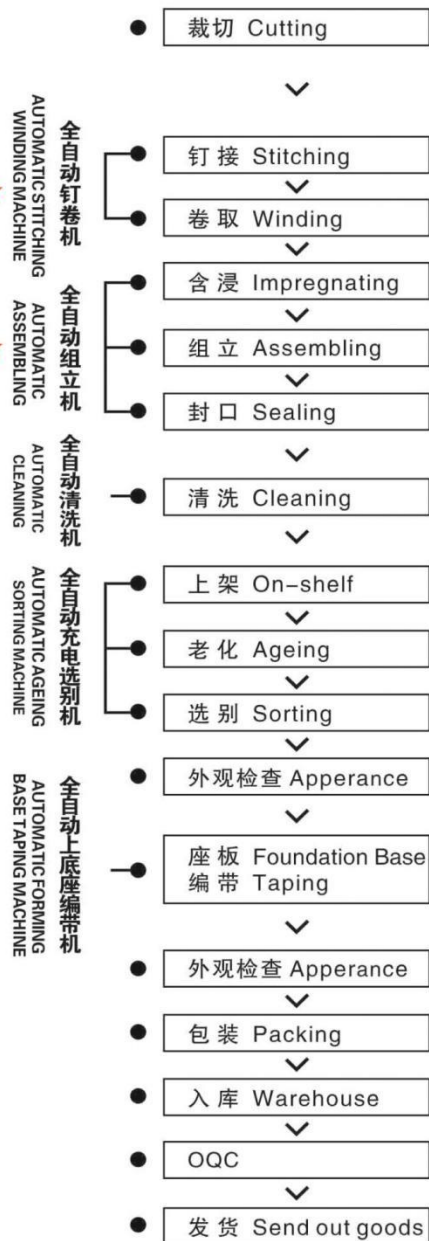 裁切 Cutting
全自动钉卷机
AUTOMATIC STITCHING
WINDING MACHINE
钉接 Stitching
卷取 Winding
全自动组立机
AUTOMATIC
ASSEMBLING
含浸 Impregnating
组立 Assembling
封口 Sealing
全自动清洗机
AUTOMATIC
CLEANING
清洗 Cleaning
全自动充电选别机
AUTOMATIC AGEING
SORTING MACHINE
上架 On-shelf
老化 Ageing
选别 Sorting
外观检查 Apperance
全自动上底座编带机
AUTOMATIC FORMING
BASE TAPING MACHINE
座板 Foundation Base
编带 Taping
外观检查 Apperance
包装 Packing
入库 Warehouse
OQC
发货 Send out goods